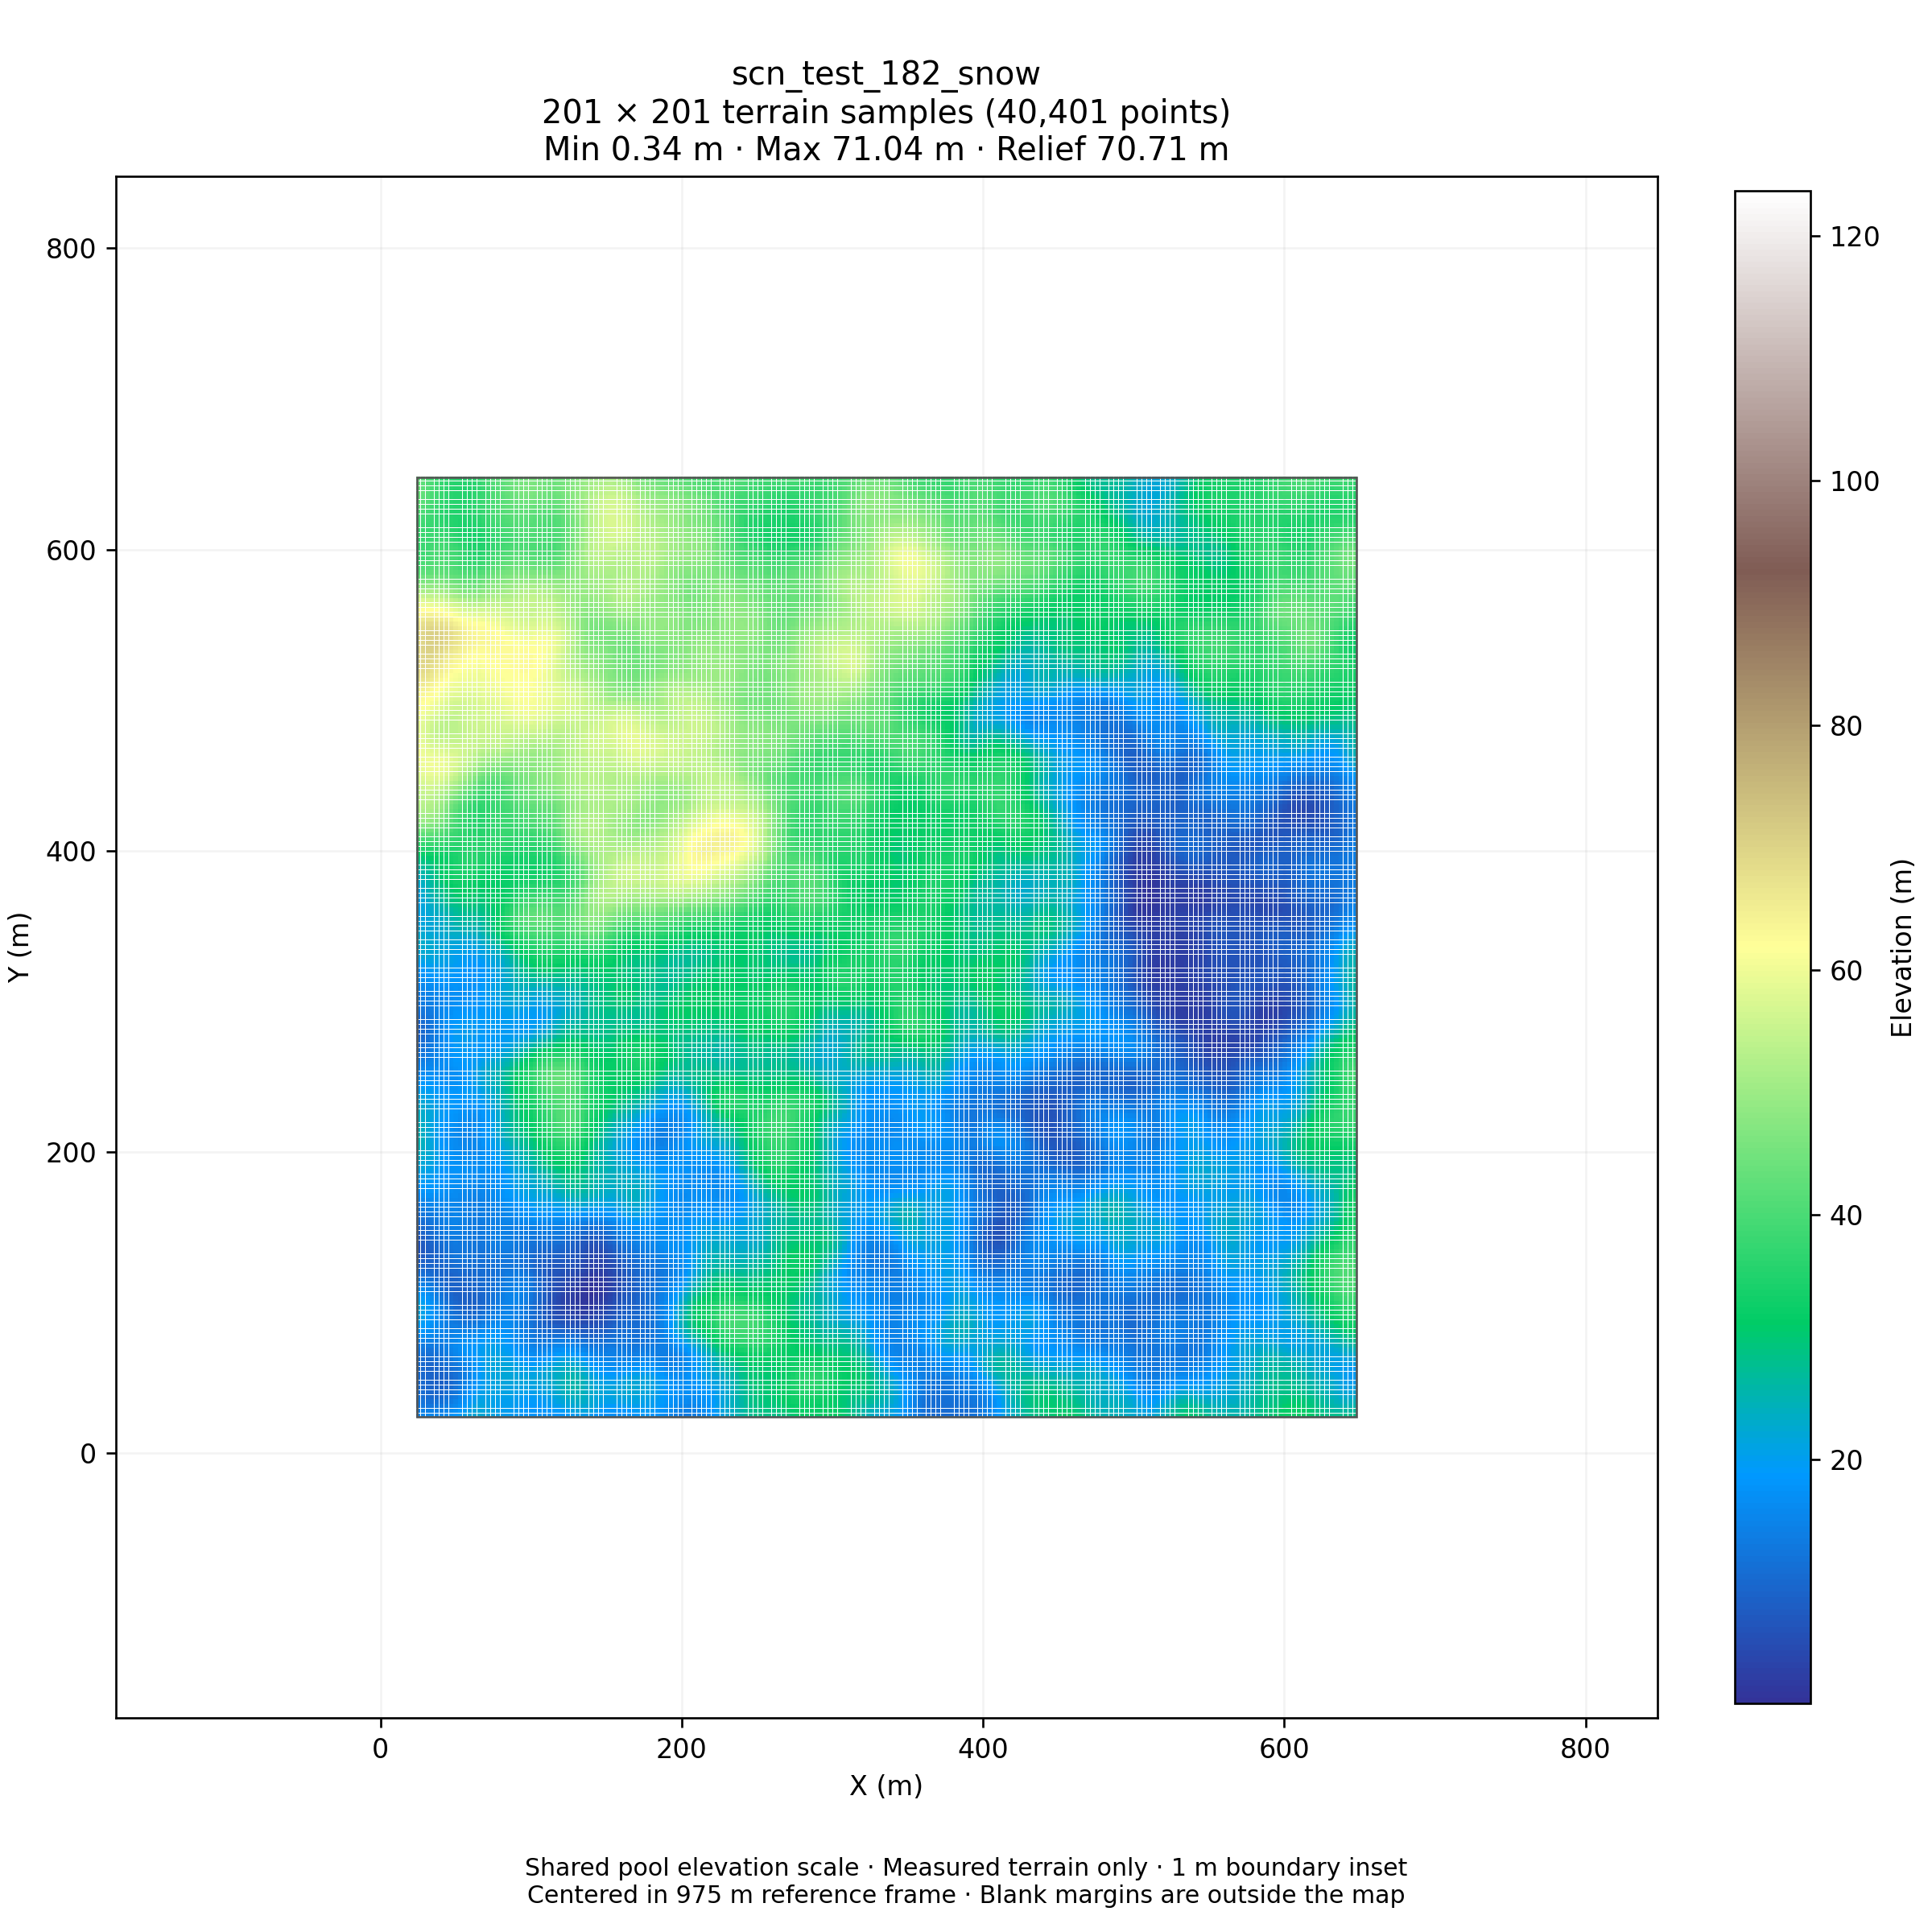 scn_test_182_snow
201 × 201 terrain samples (40,401 points)
Min 0.34 m · Max 71.04 m · Relief 70.71 m
800
600
400
200
0
Y (m)
0
200
400
600
800
X (m)
120
100
80
60
40
20
Elevation (m)
Shared pool elevation scale · Measured terrain only · 1 m boundary inset
Centered in 975 m reference frame · Blank margins are outside the map